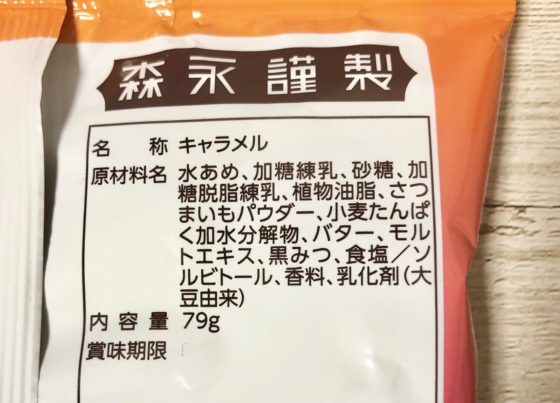 森永謹製
名称 キャラメル
原材料名 水あめ、加糖練乳、砂糖、加
糖脱脂練乳、植物油脂、さつ
まいもパウダー、小麦たんぱ
く加水分解物、バター、モル
トエキス、黒みつ、食塩／ソ
ルビトール、香料、乳化剤(大
豆由来)
内容量 79g
賞味期限